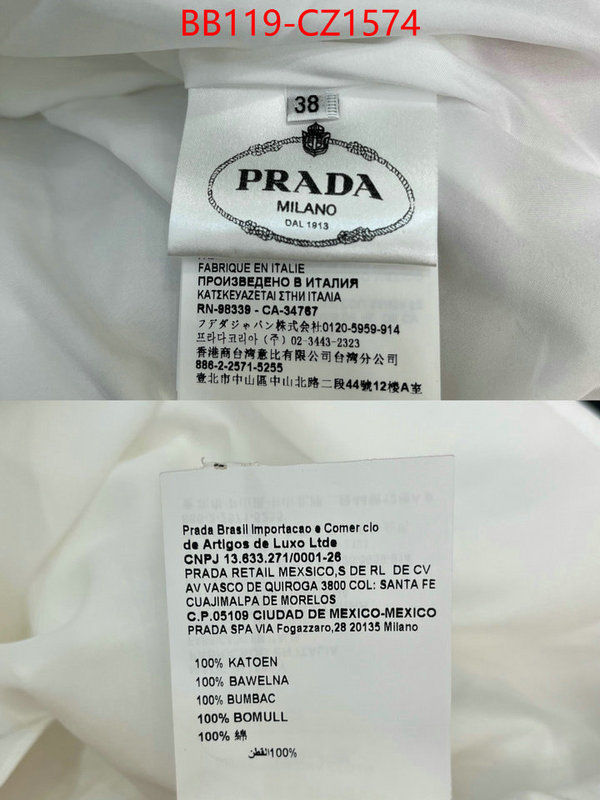 BB119-CZ1574
38
PRADA
MILANO
DAL 1913
FABRIQUE EN ITALIE
ПРОИЗВЕДЕНО В ИТАЛИЯ
ΚΑΤΣΚΕΥΑΖΕΤΑΙ ΣΤΗΝ ΙΤΑΛΙΑ
RN-98339 - CA-34767
フデダジャパン株式会社0120-5959-914
프라다코리아 (주) 02-3443-2323
香港商台灣意比有限公司台灣分公司
886-2-2571-5255
臺北市中山區中山北路二段44號12樓A室
Prada Brasil Importacao e Comer cio
de Artigos de Luxo Ltde
CNPJ 13.633.271/0001-26
PRADA RETAIL MEXSICO,S DE RL DE CV
AV VASCO DE QUIROGA 3800 COL: SANTA FE
CUAJIMALPA DE MORELOS
C.P.05109 CIUDAD DE MEXICO-MEXICO
PRADA SPA VIA Fogazzaro,28 20135 Milano
100% KATOEN
100% BAWELNA
100% BUMBAC
100% BOMULL
100% 綿
100%القطن